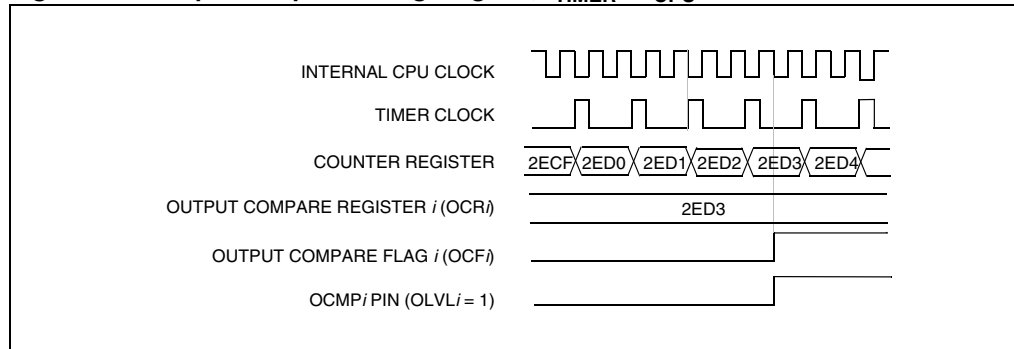 INTERNAL CPU CLOCK
TIMER CLOCK
COUNTER REGISTER 2ECF 2ED0 2ED1 2ED2 2ED3 2ED4
OUTPUT COMPARE REGISTER i (OCRi) 2ED3
OUTPUT COMPARE FLAG i (OCFi)
OCMPi PIN (OLVLi = 1)